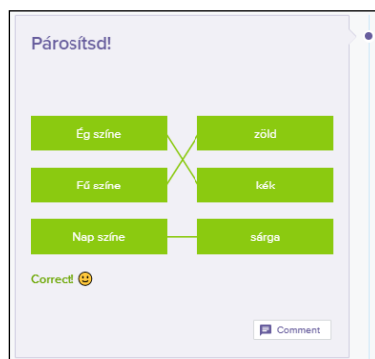 Párosítsd!
Ég színe
zöld
Fű színe
kék
Nap színe
sárga
Correct!
Comment